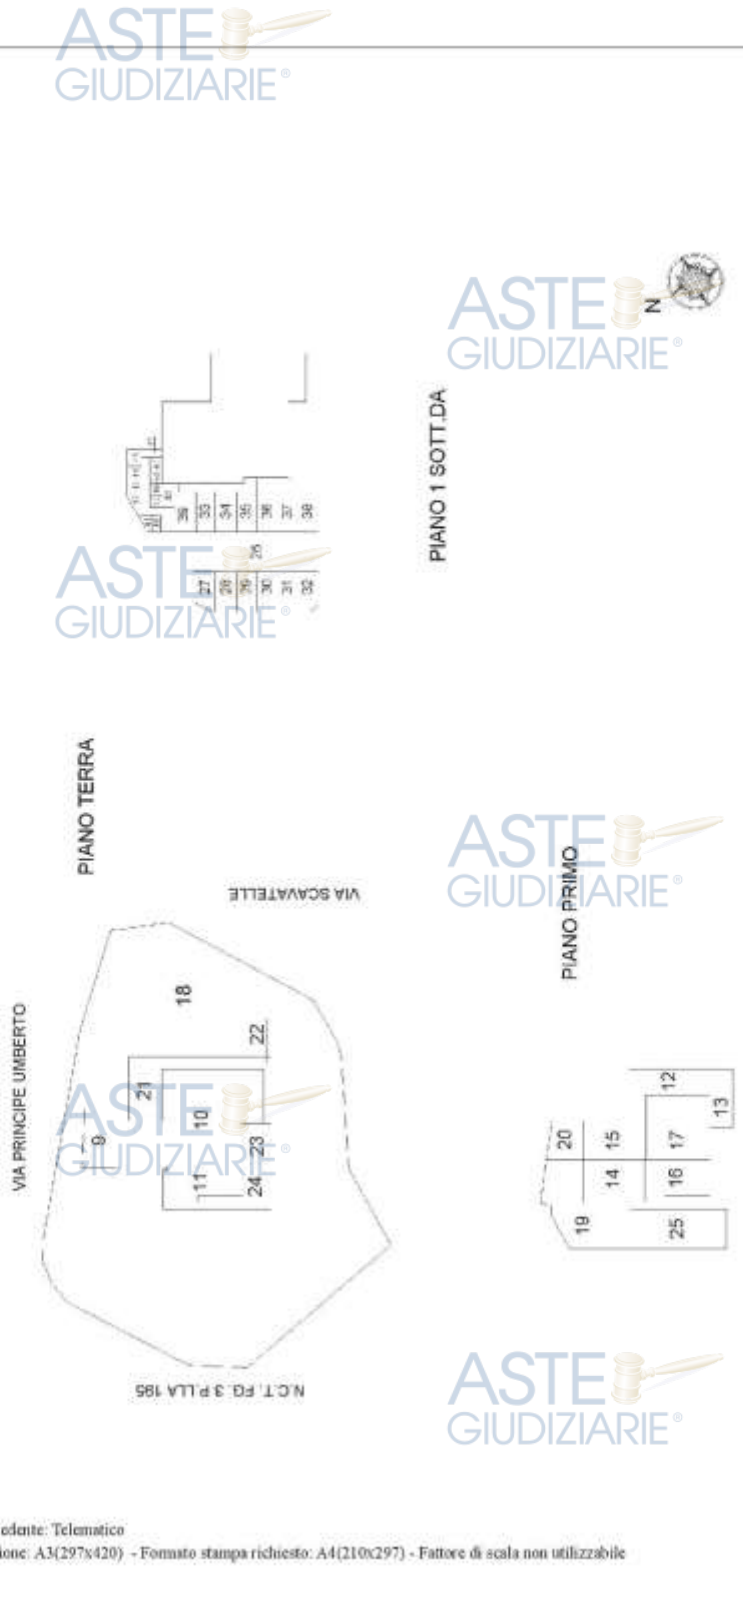 ASTE
GIUDIZIARIE®
ASTE
GIUDIZIARIE®
N
PIANO 1 SOTT.DA
39
33
34
35
36
37
38
26
27
28
29
30
31
32
ASTE
GIUDIZIARIE®
PIANO TERRA
VIA SCAVATELLE
VIA PRINCIPE UMBERTO
18
22
21
10
9
23
11
24
N.C.T. FG. 3 P.LLA 195
ASTE
GIUDIZIARIE®
ASTE
GIUDIZIARIE®
PIANO PRIMO
12
13
20
15
17
14
16
19
25
ASTE
GIUDIZIARIE®
edente: Telematico
ione: A3(297x420) - Formato stampa richiesto: A4(210x297) - Fattore di scala non utilizzabile